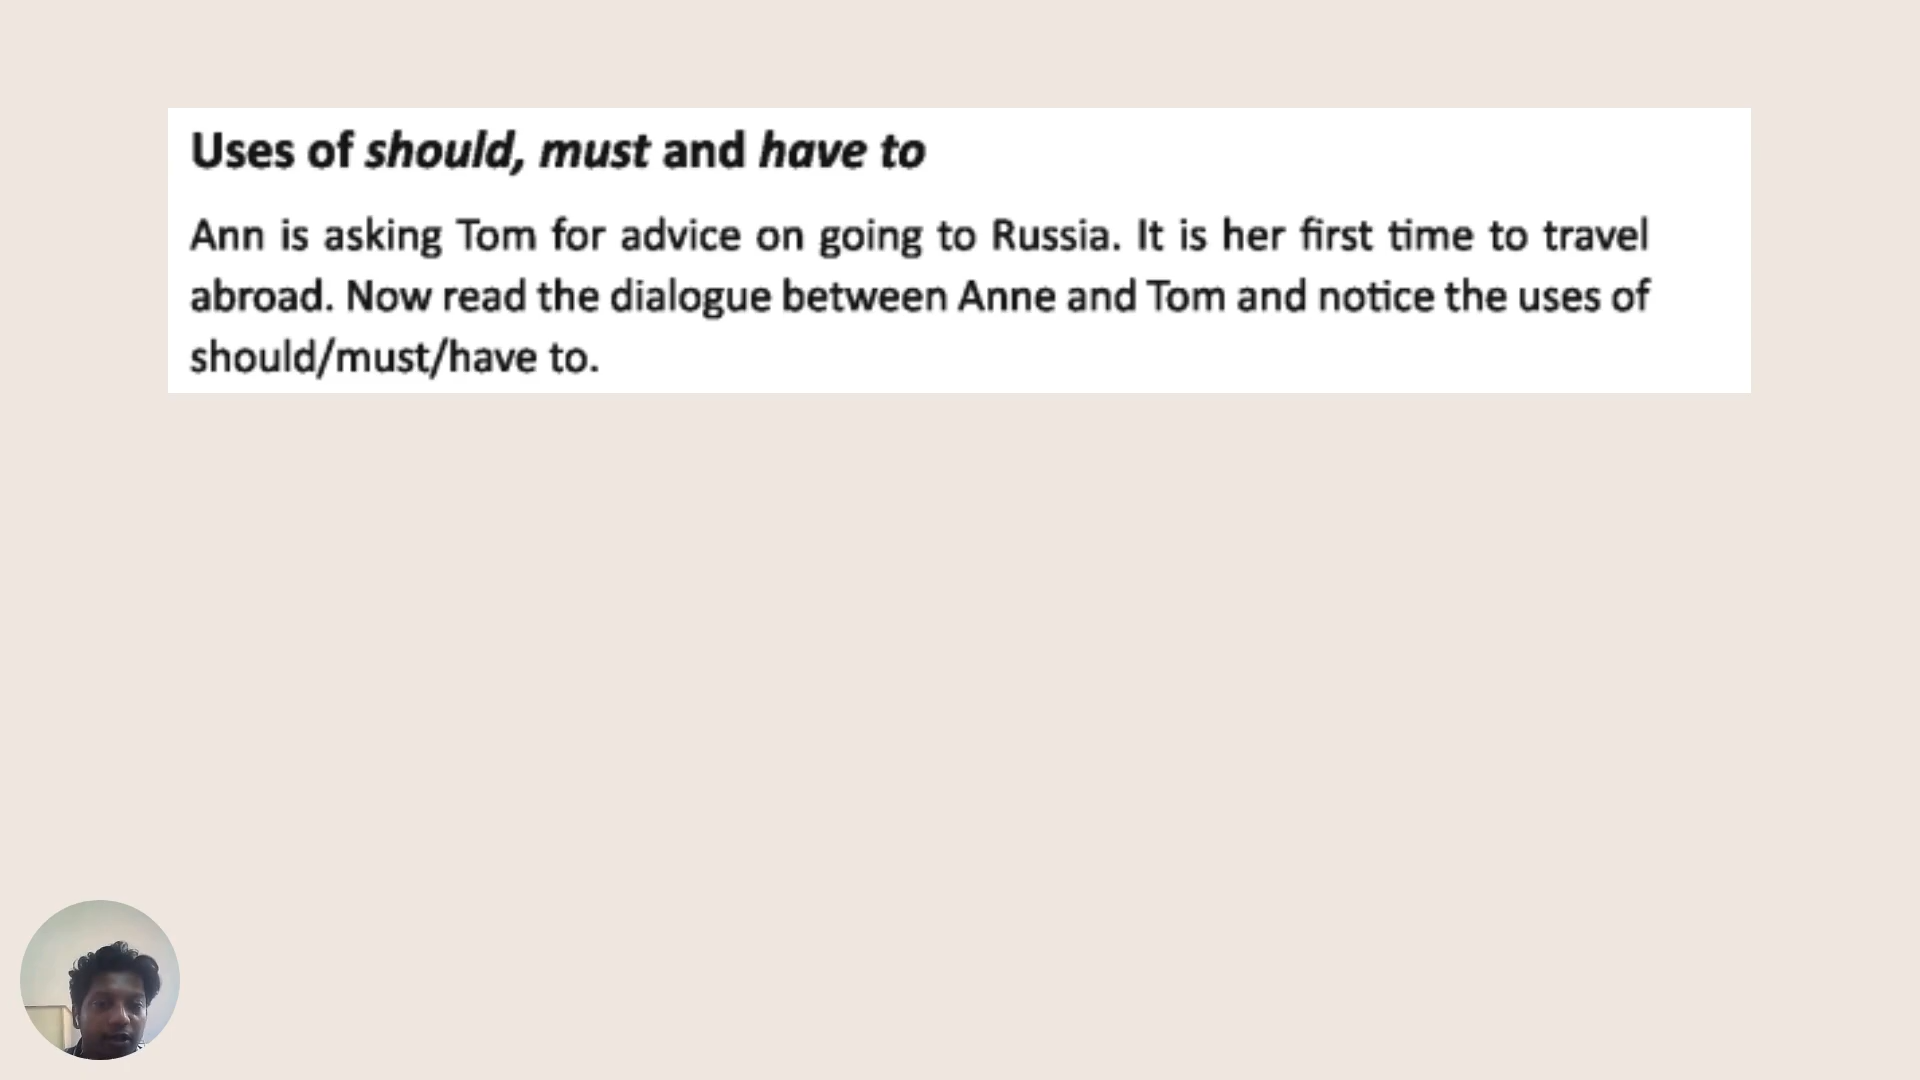 Uses of should, must and have to
Ann is asking Tom for advice on going to Russia. It is her first time to travel
abroad. Now read the dialogue between Anne and Tom and notice the uses of
should/must/have to.